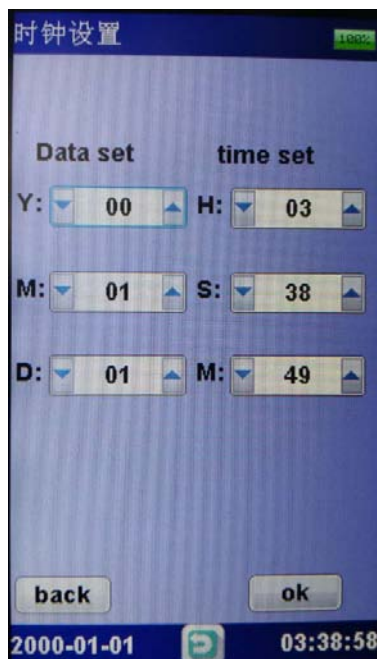 时钟设置 100%
Data set time set
Y: 00 H: 03
M: 01 S: 38
D: 01 M: 49
back ok
2000-01-01 03:38:58